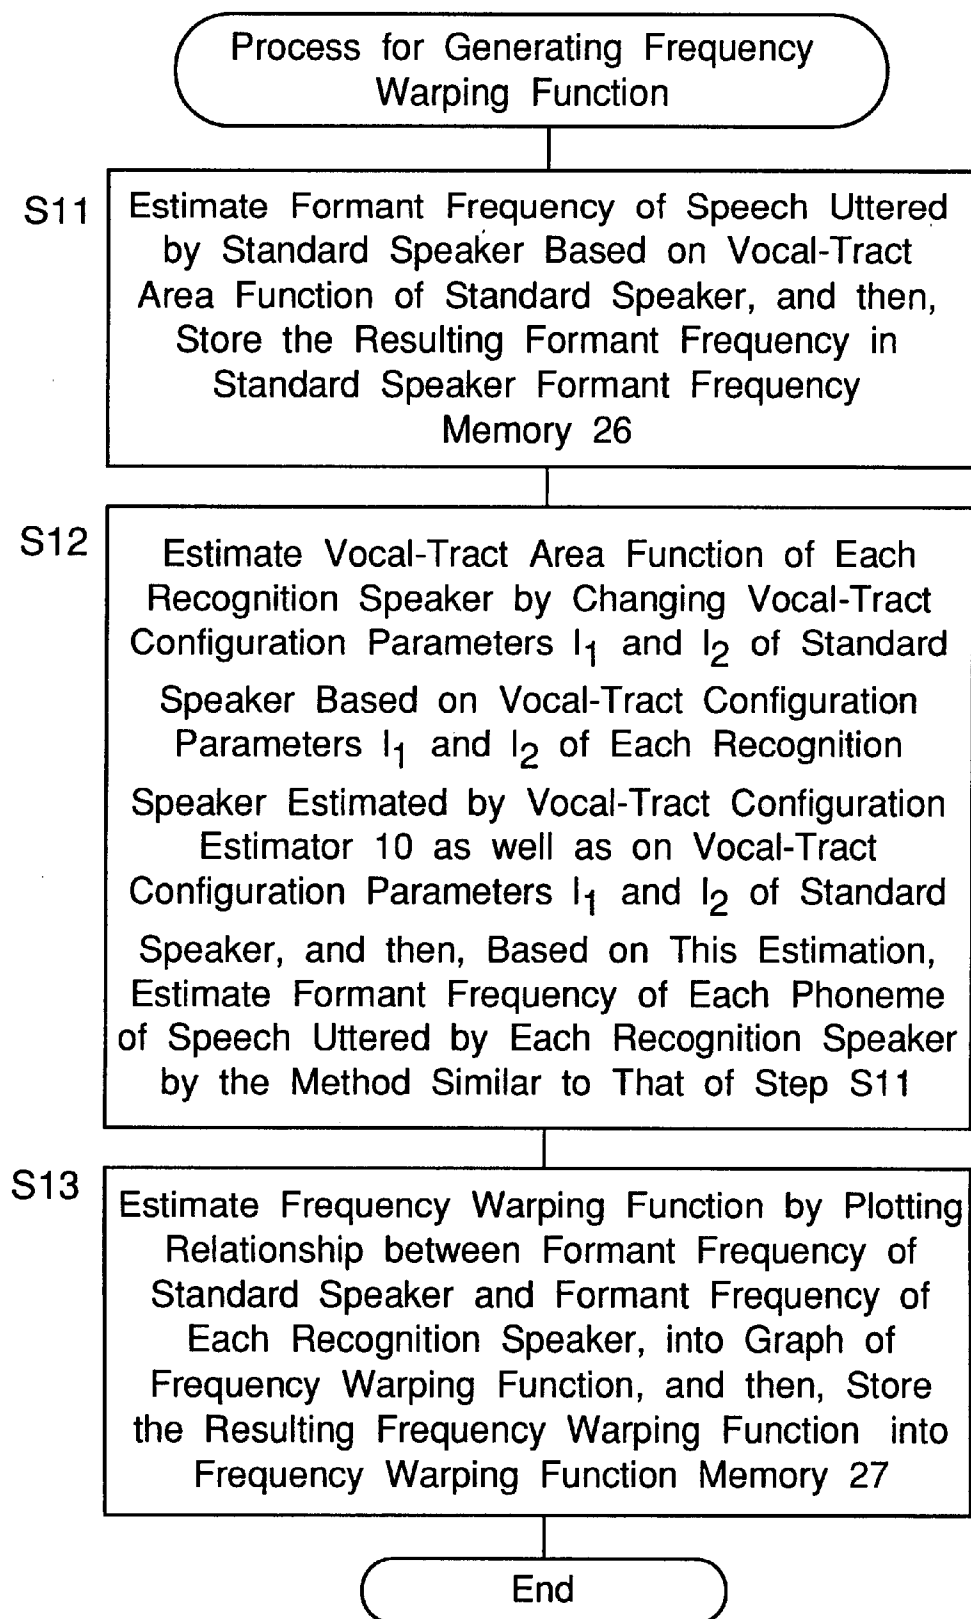 Process for Generating Frequency
Warping Function
S11
Estimate Formant Frequency of Speech Uttered
by Standard Speaker Based on Vocal-Tract
Area Function of Standard Speaker, and then,
Store the Resulting Formant Frequency in
Standard Speaker Formant Frequency
Memory 26
S12
Estimate Vocal-Tract Area Function of Each
Recognition Speaker by Changing Vocal-Tract
Configuration Parameters l₁ and l₂ of Standard
Speaker Based on Vocal-Tract Configuration
Parameters l₁ and l₂ of Each Recognition
Speaker Estimated by Vocal-Tract Configuration
Estimator 10 as well as on Vocal-Tract
Configuration Parameters l₁ and l₂ of Standard
Speaker, and then, Based on This Estimation,
Estimate Formant Frequency of Each Phoneme
of Speech Uttered by Each Recognition Speaker
by the Method Similar to That of Step S11
S13
Estimate Frequency Warping Function by Plotting
Relationship between Formant Frequency of
Standard Speaker and Formant Frequency of
Each Recognition Speaker, into Graph of
Frequency Warping Function, and then, Store
the Resulting Frequency Warping Function into
Frequency Warping Function Memory 27
End